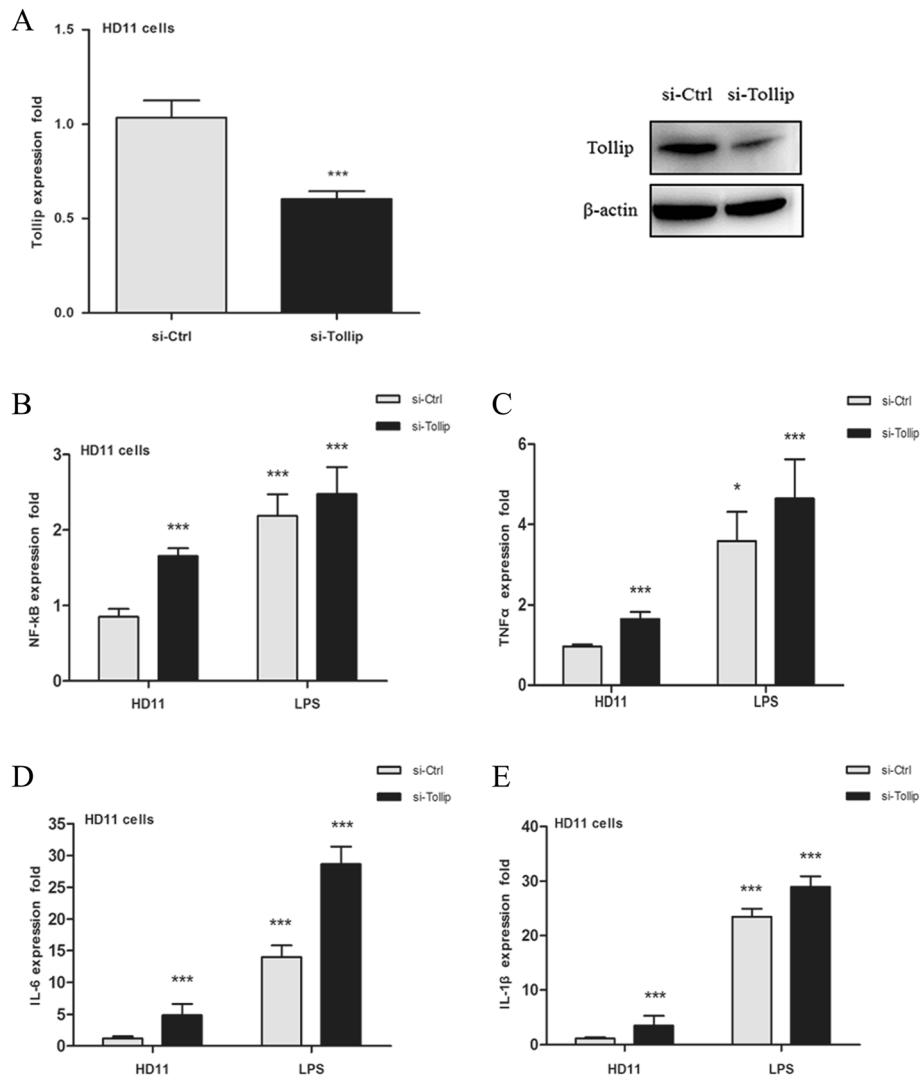 A
HD11 cells
Tollip expression fold
1.5
1.0
0.5
0.0
***
si-Ctrl
si-Tollip
si-Ctrl si-Tollip
Tollip
β-actin
B
si-Ctrl
si-Tollip
HD11 cells
NF-kB expression fold
3
2
1
0
***
***
***
HD11
LPS
C
si-Ctrl
si-Tollip
TNFα expression fold
6
4
2
0
***
*
***
HD11
LPS
D
si-Ctrl
si-Tollip
HD11 cells
IL-6 expression fold
35
30
25
20
15
10
5
0
***
***
***
HD11
LPS
E
si-Ctrl
si-Tollip
HD11 cells
IL-1β expression fold
40
30
20
10
0
***
***
***
HD11
LPS